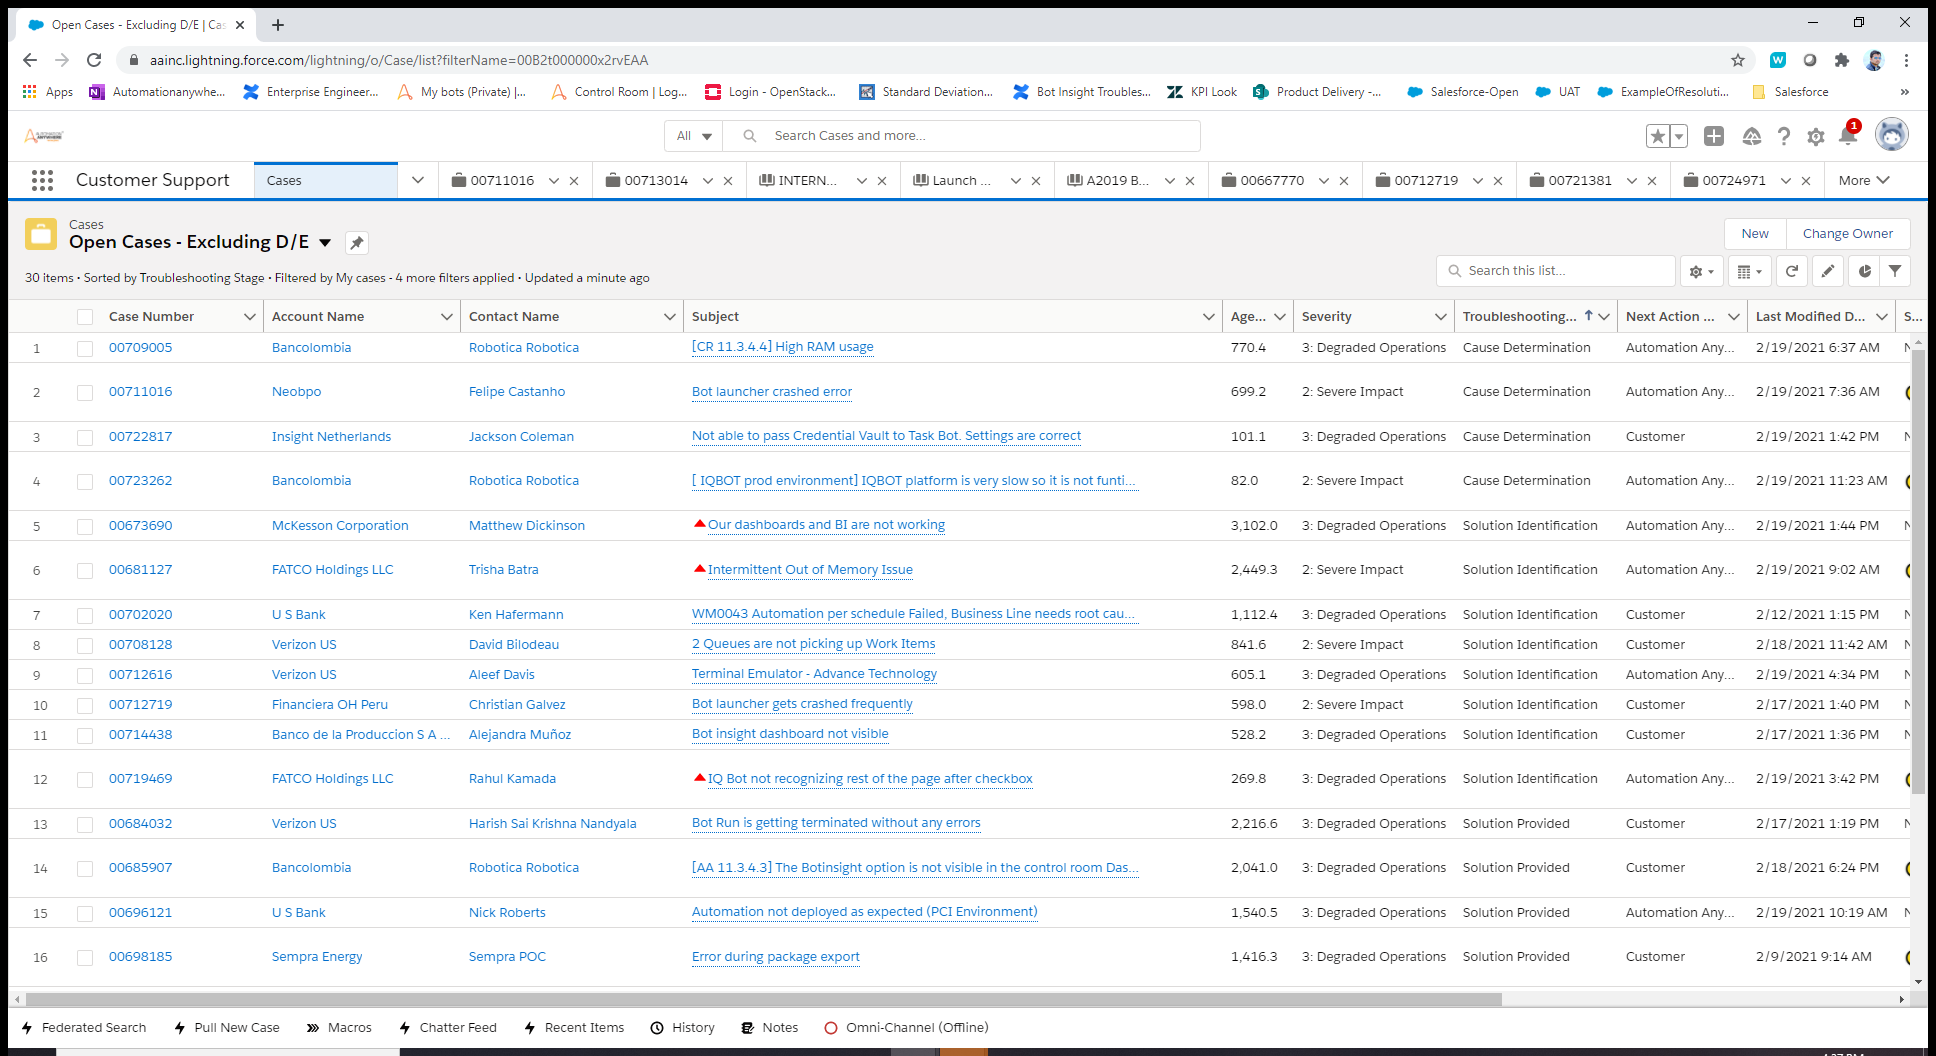 Open Cases - Excluding D/E | Cas
aainc.lightning.force.com/lightning/o/Case/list?filterName=00B2t000000x2rvEAA
Apps Automationanywhe... Enterprise Engineer... My bots (Private) |... Control Room | Log... Login - OpenStack... Standard Deviation... Bot Insight Troubles... KPI Look Product Delivery -... Salesforce-Open UAT ExampleOfResoluti... Salesforce »
All Search Cases and more... 1
Customer Support Cases 00711016 00713014 INTERN... Launch ... A2019 B... 00667770 00712719 00721381 00724971 More
Cases
Open Cases - Excluding D/E
New Change Owner
30 items • Sorted by Troubleshooting Stage • Filtered by My cases - 4 more filters applied • Updated a minute ago
Search this list...
Case Number Account Name Contact Name Subject Age... Severity Troubleshooting... Next Action ... Last Modified D... S...
1 00709005 Bancolombia Robotica Robotica [CR 11.3.4.4] High RAM usage 770.4 3: Degraded Operations Cause Determination Automation Any... 2/19/2021 6:37 AM
2 00711016 Neobpo Felipe Castanho Bot launcher crashed error 699.2 2: Severe Impact Cause Determination Automation Any... 2/19/2021 7:36 AM
3 00722817 Insight Netherlands Jackson Coleman Not able to pass Credential Vault to Task Bot. Settings are correct 101.1 3: Degraded Operations Cause Determination Customer 2/19/2021 1:42 PM
4 00723262 Bancolombia Robotica Robotica [ IQBOT prod environment] IQBOT platform is very slow so it is not funti... 82.0 2: Severe Impact Cause Determination Automation Any... 2/19/2021 11:23 AM
5 00673690 McKesson Corporation Matthew Dickinson Our dashboards and BI are not working 3,102.0 3: Degraded Operations Solution Identification Automation Any... 2/19/2021 1:44 PM
6 00681127 FATCO Holdings LLC Trisha Batra Intermittent Out of Memory Issue 2,449.3 2: Severe Impact Solution Identification Automation Any... 2/19/2021 9:02 AM
7 00702020 U S Bank Ken Hafermann WM0043 Automation per schedule Failed, Business Line needs root cau... 1,112.4 3: Degraded Operations Solution Identification Customer 2/12/2021 1:15 PM
8 00708128 Verizon US David Bilodeau 2 Queues are not picking up Work Items 841.6 2: Severe Impact Solution Identification Customer 2/18/2021 11:42 AM
9 00712616 Verizon US Aleef Davis Terminal Emulator - Advance Technology 605.1 3: Degraded Operations Solution Identification Automation Any... 2/19/2021 4:34 PM
10 00712719 Financiera OH Peru Christian Galvez Bot launcher gets crashed frequently 598.0 2: Severe Impact Solution Identification Customer 2/17/2021 1:40 PM
11 00714438 Banco de la Produccion S A ... Alejandra Muñoz Bot insight dashboard not visible 528.2 3: Degraded Operations Solution Identification Customer 2/17/2021 1:36 PM
12 00719469 FATCO Holdings LLC Rahul Kamada IQ Bot not recognizing rest of the page after checkbox 269.8 3: Degraded Operations Solution Identification Automation Any... 2/19/2021 3:42 PM
13 00684032 Verizon US Harish Sai Krishna Nandyala Bot Run is getting terminated without any errors 2,216.6 3: Degraded Operations Solution Provided Customer 2/17/2021 1:19 PM
14 00685907 Bancolombia Robotica Robotica [AA 11.3.4.3] The Botinsight option is not visible in the control room Das... 2,041.0 3: Degraded Operations Solution Provided Customer 2/18/2021 6:24 PM
15 00696121 U S Bank Nick Roberts Automation not deployed as expected (PCI Environment) 1,540.5 3: Degraded Operations Solution Provided Automation Any... 2/19/2021 10:19 AM
16 00698185 Sempra Energy Sempra POC Error during package export 1,416.3 3: Degraded Operations Solution Provided Customer 2/9/2021 9:14 AM
Federated Search Pull New Case Macros Chatter Feed Recent Items History Notes Omni-Channel (Offline)